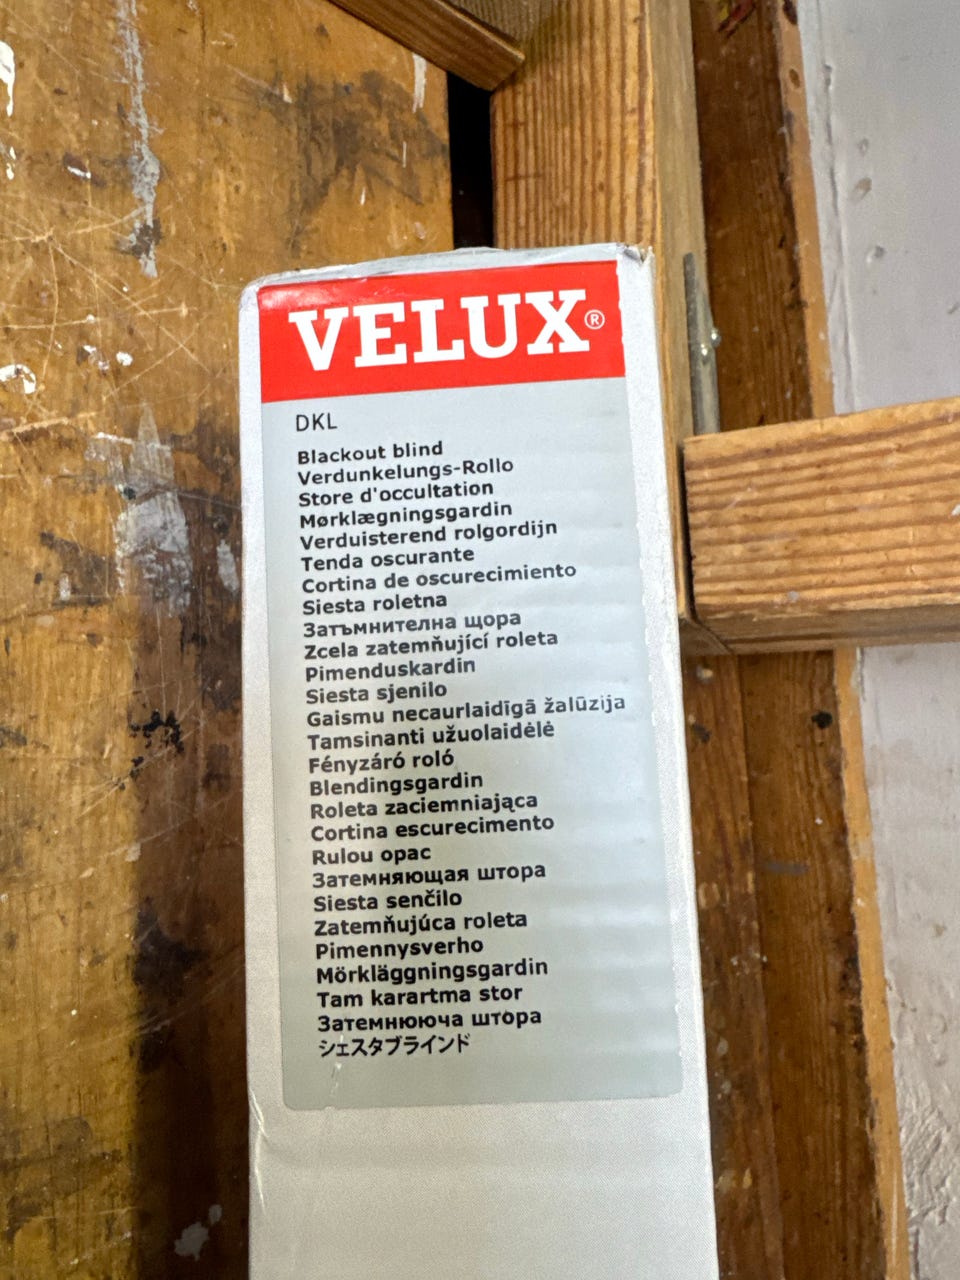 VELUX®
DKL
Blackout blind
Verdunkelungs-Rollo
Store d'occultation
Mørklægningsgardin
Verduisterend rolgordijn
Tenda oscurante
Cortina de oscurecimiento
Siesta roletna
Затъмнителна щора
Zcela zatemňující roleta
Pimenduskardin
Siesta sjenilo
Gaismu necaurlaidīgā žalūzija
Tamsinanti užuolaidėlė
Fényzáró roló
Blendingsgardin
Roleta zaciemniająca
Cortina escurecimento
Rulou opac
Затемняющая штора
Siesta senčilo
Zatemňujúca roleta
Pimennysverho
Mörkläggningsgardin
Tam karartma stor
Затемнююча штора
シェスタブラインド